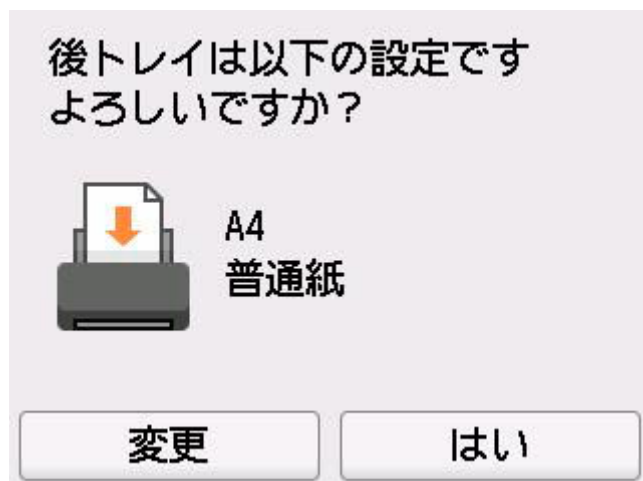 後トレイは以下の設定です
よろしいですか？
A4
普通紙
変更
はい